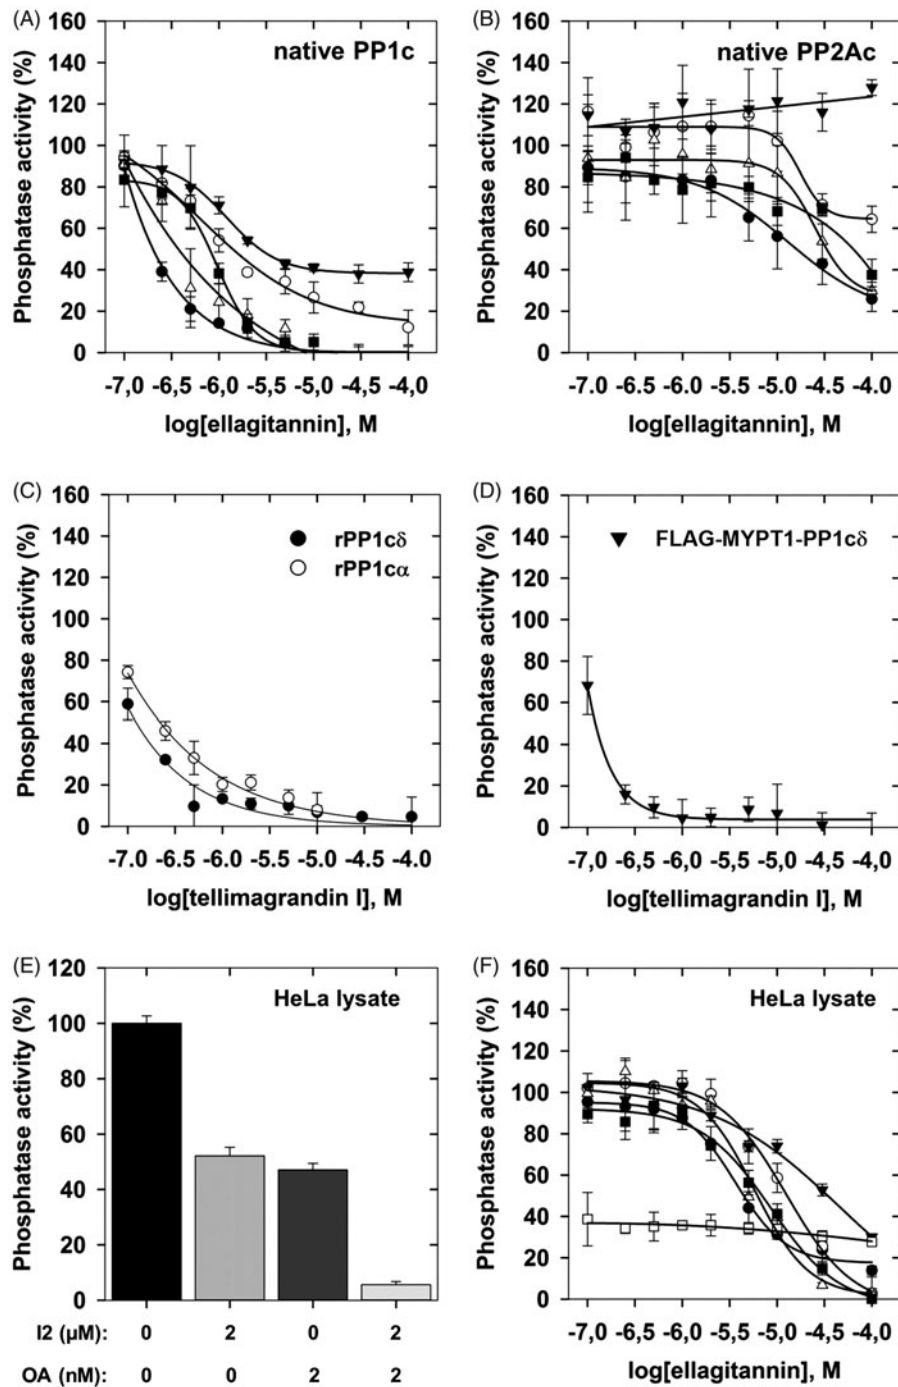 (A)
native PP1c
Phosphatase activity (%)
160
140
120
100
80
60
40
20
0
-7,0 -6,5 -6,0 -5,5 -5,0 -4,5 -4,0
log[ellagitannin], M
(B)
native PP2Ac
Phosphatase activity (%)
160
140
120
100
80
60
40
20
0
-7.0 -6.5 -6.0 -5.5 -5.0 -4.5 -4.0
log[ellagitannin], M
(C)
rPP1cδ
rPP1cα
Phosphatase activity (%)
160
140
120
100
80
60
40
20
0
-7.0 -6.5 -6.0 -5.5 -5.0 -4.5 -4.0
log[tellimagrandin I], M
(D)
FLAG-MYPT1-PP1cδ
Phosphatase activity (%)
160
140
120
100
80
60
40
20
0
-7.0 -6.5 -6.0 -5.5 -5.0 -4.5 -4.0
log[tellimagrandin I], M
(E)
HeLa lysate
Phosphatase activity (%)
120
100
80
60
40
20
0
I2 (µM): 0 2 0 2
OA (nM): 0 0 2 2
(F)
HeLa lysate
Phosphatase activity (%)
160
140
120
100
80
60
40
20
0
-7,0 -6,5 -6,0 -5,5 -5,0 -4,5 -4,0
log[ellagitannin], M